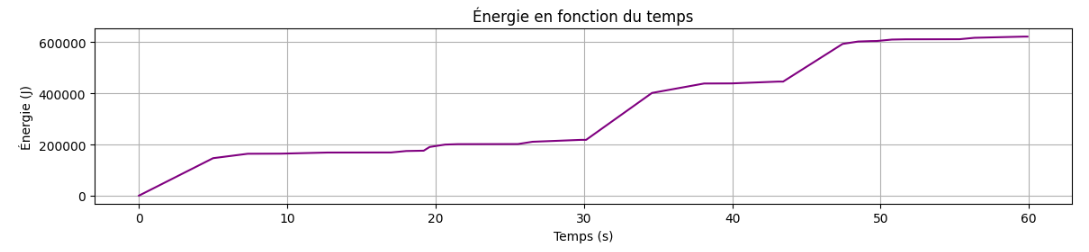 Énergie en fonction du temps
Énergie (J)
600000
400000
200000
0
0 10 20 30 40 50 60
Temps (s)